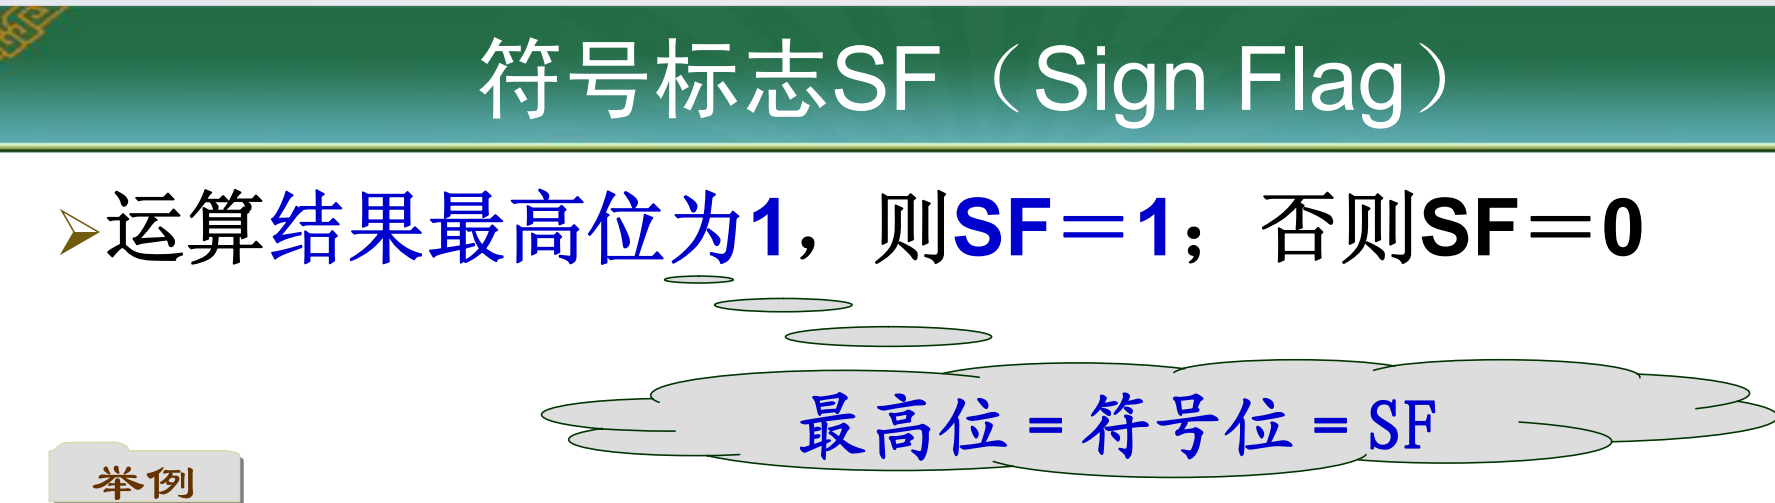 符号标志SF（Sign Flag）
运算结果最高位为1，则SF＝1；否则SF＝0
最高位 = 符号位 = SF
举例